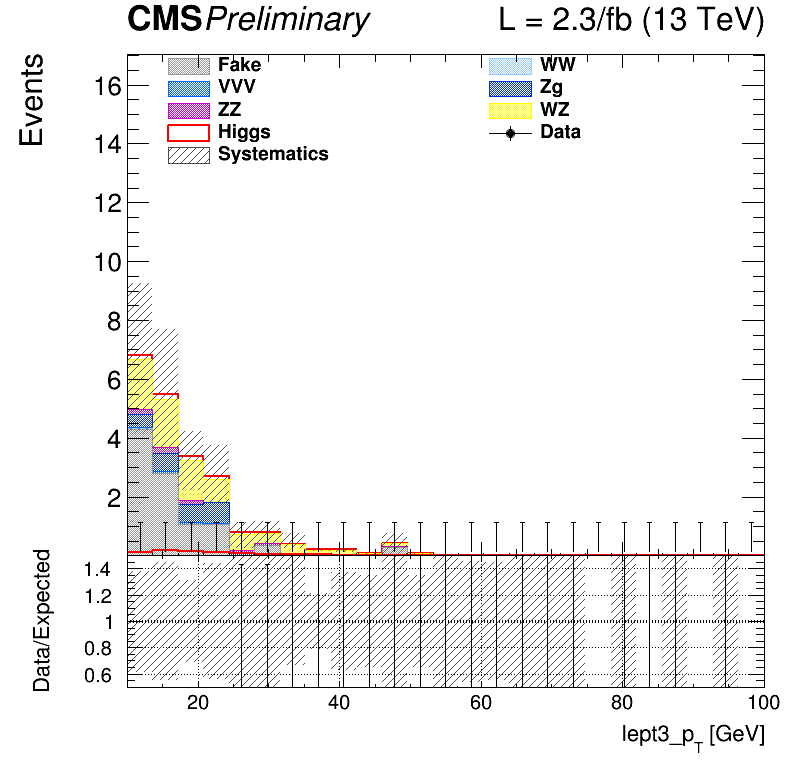 CMS Preliminary L = 2.3/fb (13 TeV)
Events
16
14
12
10
8
6
4
2
Fake WW
VVV Zg
ZZ WZ
Higgs Data
Systematics
Data/Expected
1.4
1.2
1
0.8
0.6
20 40 60 80 100
lept3_p_T [GeV]